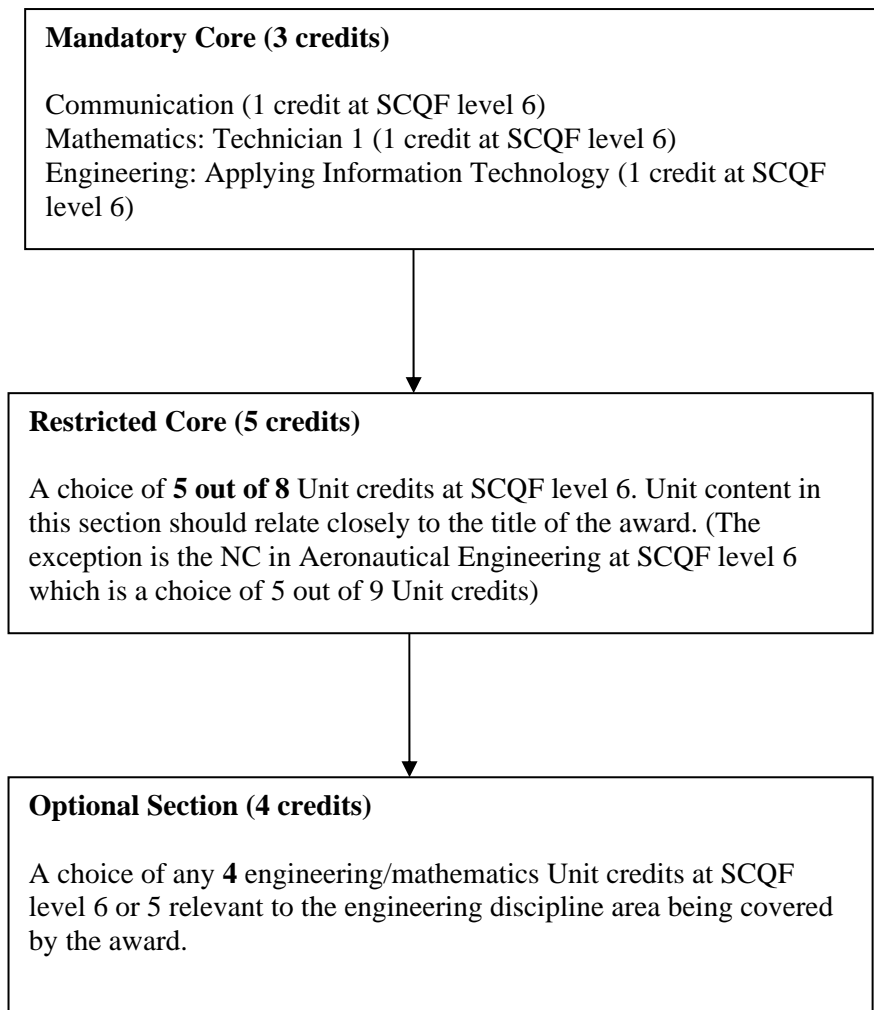 Mandatory Core (3 credits)
Communication (1 credit at SCQF level 6)
Mathematics: Technician 1 (1 credit at SCQF level 6)
Engineering: Applying Information Technology (1 credit at SCQF
level 6)
Restricted Core (5 credits)
A choice of 5 out of 8 Unit credits at SCQF level 6. Unit content in
this section should relate closely to the title of the award. (The
exception is the NC in Aeronautical Engineering at SCQF level 6
which is a choice of 5 out of 9 Unit credits)
Optional Section (4 credits)
A choice of any 4 engineering/mathematics Unit credits at SCQF
level 6 or 5 relevant to the engineering discipline area being covered
by the award.